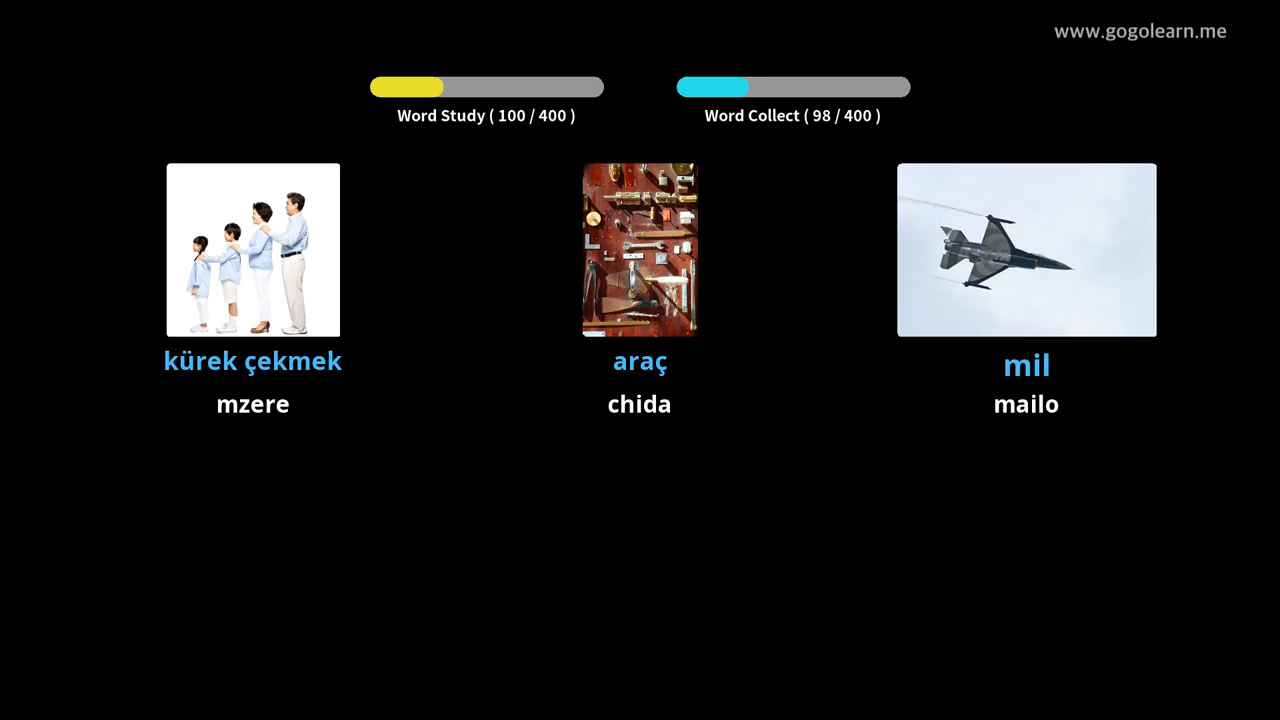 www.gogolearn.me
Word Study ( 100 / 400 )
Word Collect ( 98 / 400 )
kürek çekmek
mzere
araç
chida
mil
mailo